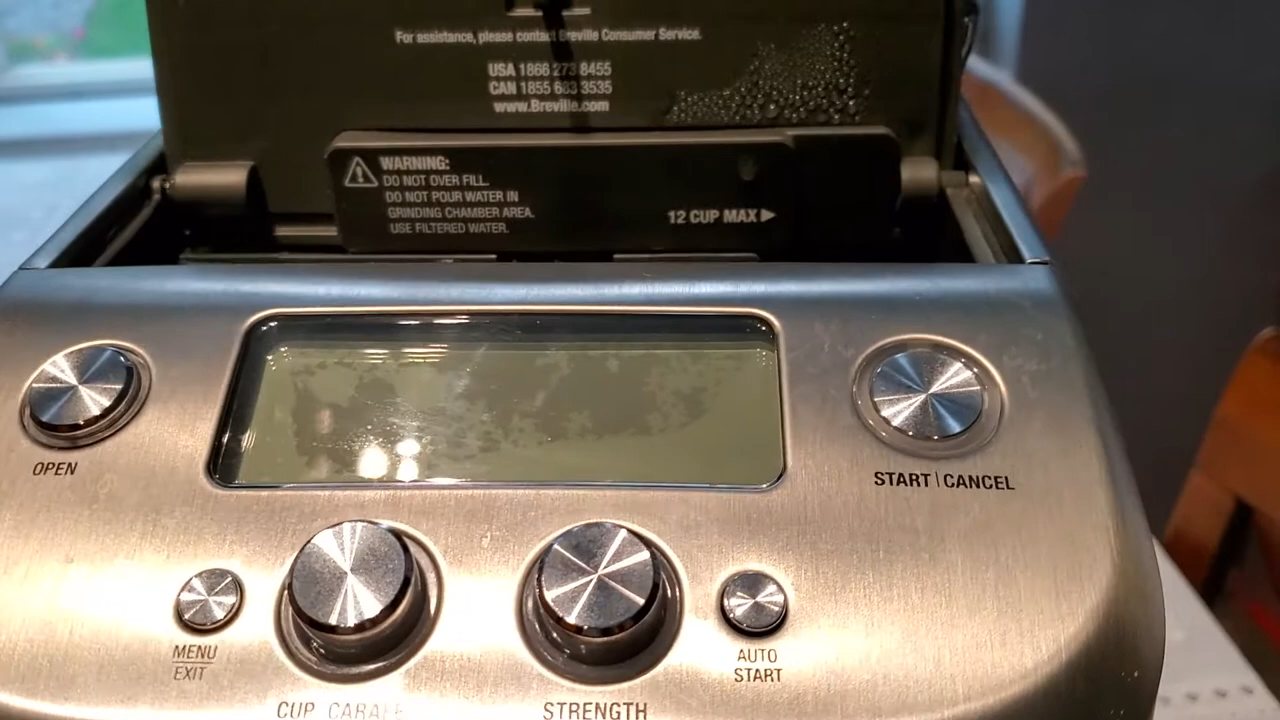 For assistance, please contact Breville Consumer Service.
USA 1866 273 8455
CAN 1855 683 3535
www.Breville.com
WARNING:
DO NOT OVER FILL.
DO NOT POUR WATER IN
GRINDING CHAMBER AREA.
USE FILTERED WATER.
12 CUP MAX▶
OPEN
START | CANCEL
MENU
EXIT
AUTO
START
CUP CARAFE
STRENGTH